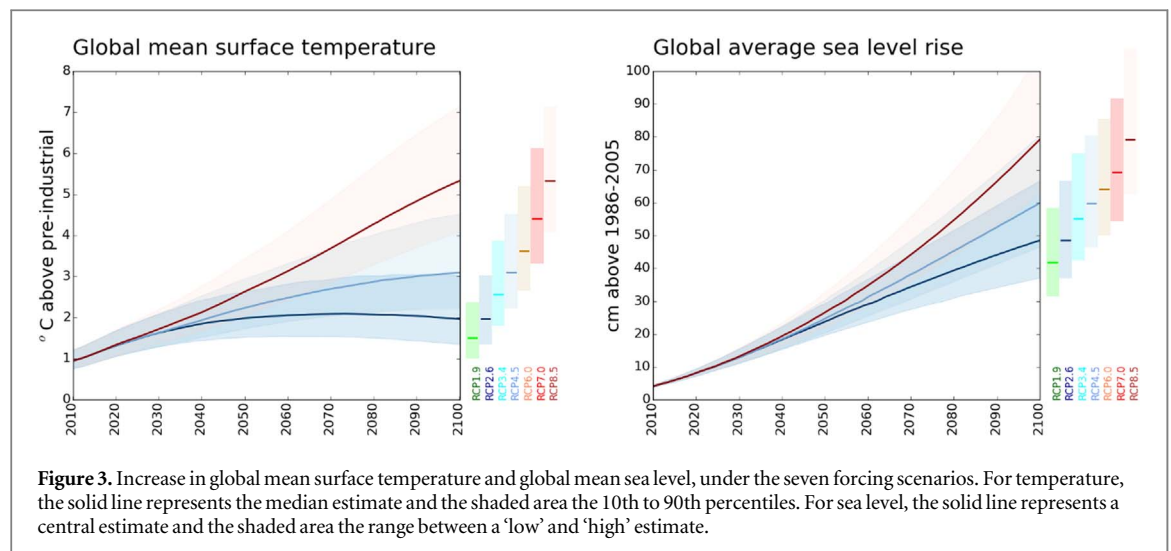 Global mean surface temperature
8
7
6
5
4
3
2
1
0
°C above pre-industrial
2010
2020
2030
2040
2050
2060
2070
2080
2090
2100
RCP1.9
RCP2.6
RCP3.4
RCP4.5
RCP6.0
RCP7.0
RCP8.5
Global average sea level rise
100
90
80
70
60
50
40
30
20
10
0
cm above 1986-2005
2010
2020
2030
2040
2050
2060
2070
2080
2090
2100
RCP1.9
RCP2.6
RCP3.4
RCP4.5
RCP6.0
RCP7.0
RCP8.5
Figure 3. Increase in global mean surface temperature and global mean sea level, under the seven forcing scenarios. For temperature,
the solid line represents the median estimate and the shaded area the 10th to 90th percentiles. For sea level, the solid line represents a
central estimate and the shaded area the range between a ‘low’ and ‘high’ estimate.